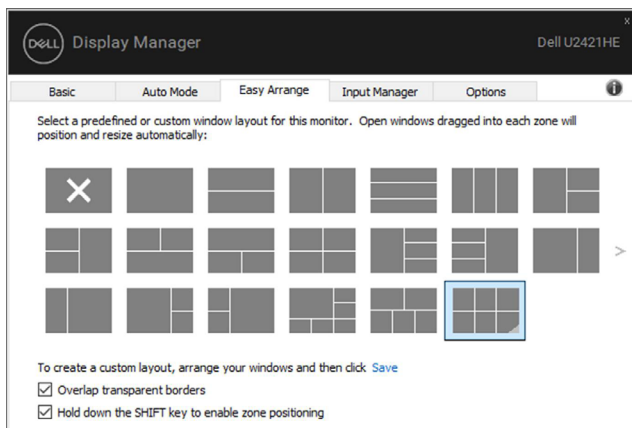 x
DELL Display Manager Dell U2421HE
Basic Auto Mode Easy Arrange Input Manager Options i
Select a predefined or custom window layout for this monitor. Open windows dragged into each zone will
position and resize automatically:
>
To create a custom layout, arrange your windows and then click Save
Overlap transparent borders
Hold down the SHIFT key to enable zone positioning